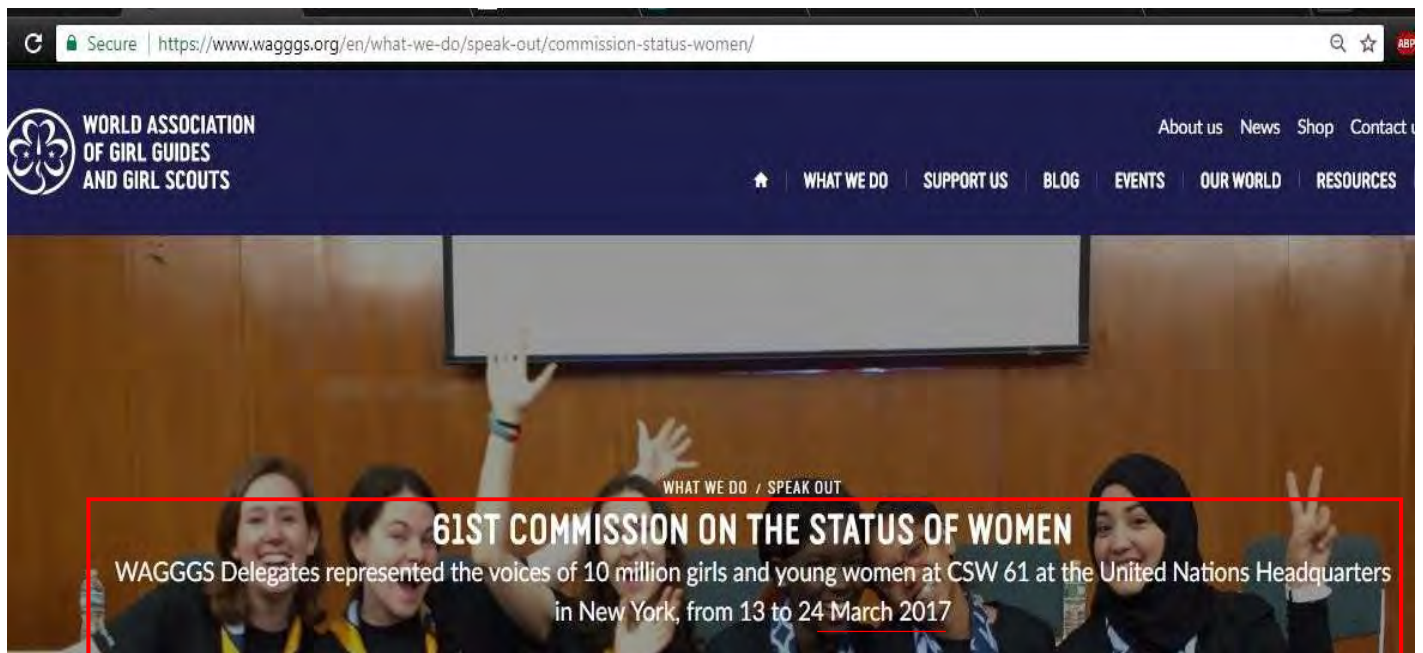 Secure | https://www.wagggs.org/en/what-we-do/speak-out/commission-status-women/
ABP
WORLD ASSOCIATION
OF GIRL GUIDES
AND GIRL SCOUTS
About us News Shop Contact u
WHAT WE DO | SUPPORT US | BLOG | EVENTS | OUR WORLD | RESOURCES
WHAT WE DO / SPEAK OUT
61ST COMMISSION ON THE STATUS OF WOMEN
WAGGGS Delegates represented the voices of 10 million girls and young women at CSW 61 at the United Nations Headquarters
in New York, from 13 to 24 March 2017